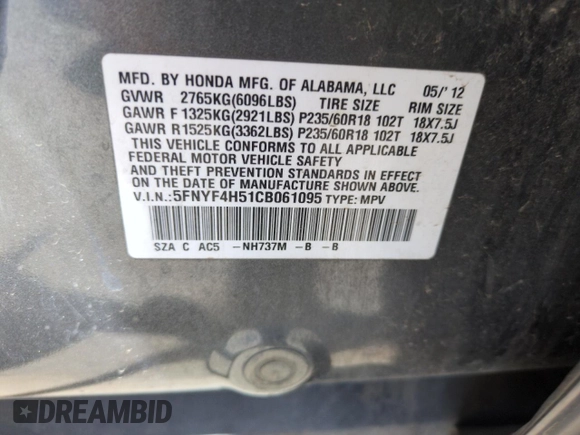 MFD. BY HONDA MFG. OF ALABAMA, LLC 05/'12
GVWR 2765KG(6096LBS) TIRE SIZE RIM SIZE
GAWR F 1325KG(2921LBS) P235/60R18 102T 18X7.5J
GAWR R1525KG(3362LBS) P235/60R18 102T 18X7.5J
THIS VEHICLE CONFORMS TO ALL APPLICABLE
FEDERAL MOTOR VEHICLE SAFETY
AND THEFT PREVENTION STANDARDS IN EFFECT
ON THE DATE OF MANUFACTURE SHOWN ABOVE.
V.I.N.:5FNYF4H51CB061095 TYPE: MPV
SZA C AC5 -NH737M -B -B
DREAMBID